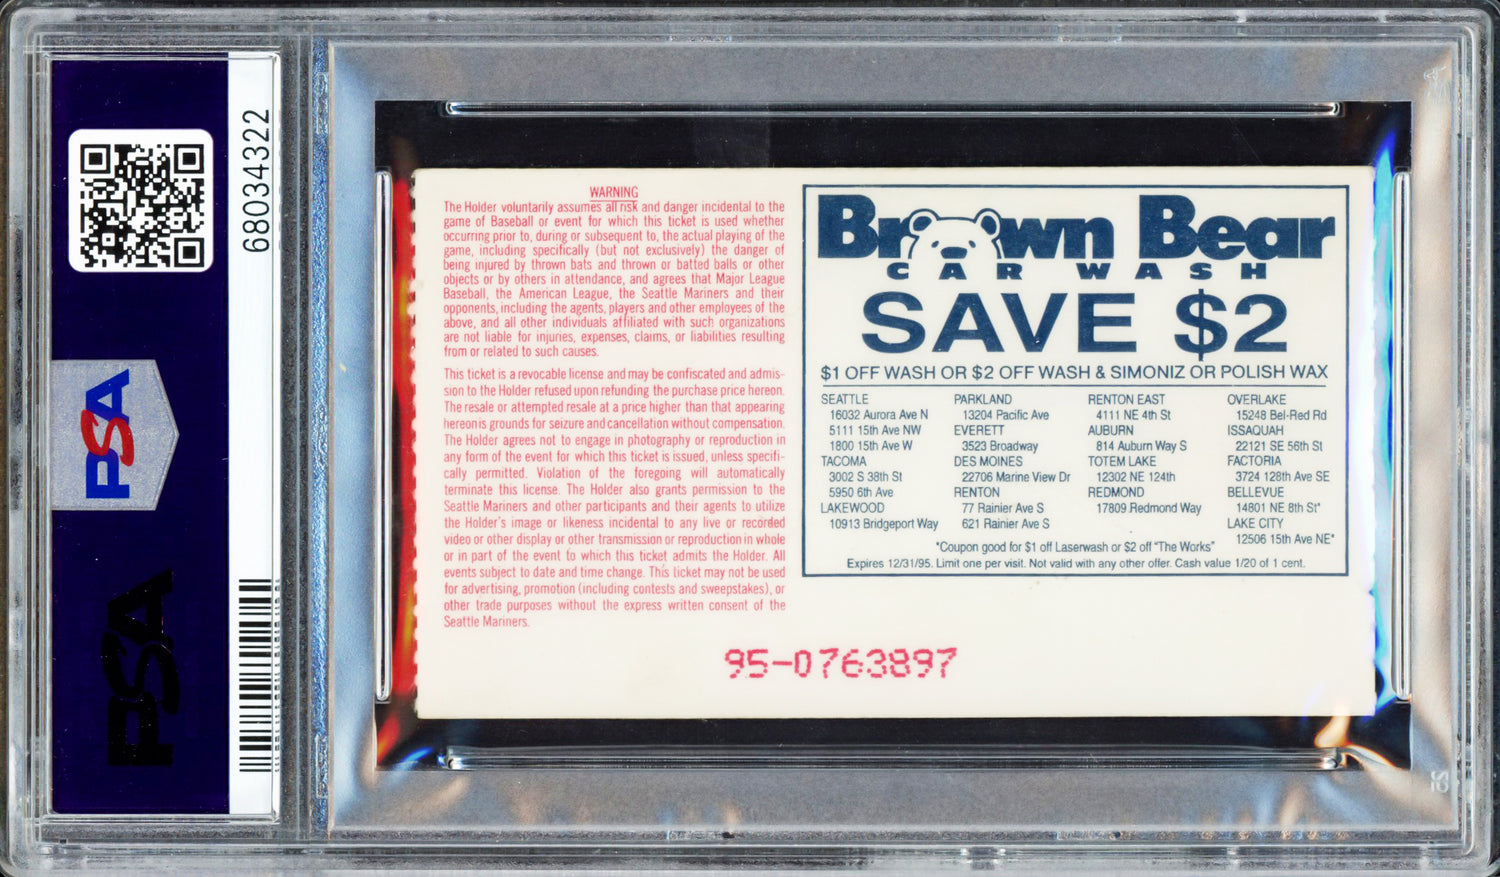 68034322
PSA
PSA
WARNING
The Holder voluntarily assumes all risk and danger incidental to the
game of Baseball or event for which this ticket is used whether
occurring prior to, during or subsequent to, the actual playing of the
game, including specifically (but not exclusively) the danger of
being injured by thrown bats and thrown or batted balls or other
objects or by others in attendance, and agrees that Major League
Baseball, the American League, the Seattle Mariners and their
opponents, including the agents, players and other employees of the
above, and all other individuals affiliated with such organizations
are not liable for injuries, expenses, claims, or liabilities resulting
from or related to such causes.
This ticket is a revocable license and may be confiscated and admis-
sion to the Holder refused upon refunding the purchase price hereon.
The resale or attempted resale at a price higher than that appearing
hereon is grounds for seizure and cancellation without compensation.
The Holder agrees not to engage in photography or reproduction in
any form of the event for which this ticket is issued, unless specifi-
cally permitted. Violation of the foregoing will automatically
terminate this license. The Holder also grants permission to the
Seattle Mariners and other participants and their agents to utilize
the Holder's image or likeness incidental to any live or recorded
video or other display or other transmission or reproduction in whole
or in part of the event to which this ticket admits the Holder. All
events subject to date and time change. This ticket may not be used
for advertising, promotion (including contests and sweepstakes), or
other trade purposes without the express written consent of the
Seattle Mariners.
Brown Bear
CAR WASH
SAVE $2
$1 OFF WASH OR $2 OFF WASH & SIMONIZ OR POLISH WAX
SEATTLE
16032 Aurora Ave N
5111 15th Ave NW
1800 15th Ave W
TACOMA
3002 S 38th St
5950 6th Ave
LAKEWOOD
10913 Bridgeport Way
PARKLAND
13204 Pacific Ave
EVERETT
3523 Broadway
DES MOINES
22706 Marine View Dr
RENTON
77 Rainier Ave S
621 Rainier Ave S
RENTON EAST
4111 NE 4th St
AUBURN
814 Auburn Way S
TOTEM LAKE
12302 NE 124th
REDMOND
17809 Redmond Way
OVERLAKE
15248 Bel-Red Rd
ISSAQUAH
22121 SE 56th St
FACTORIA
3724 128th Ave SE
BELLEVUE
14801 NE 8th St*
LAKE CITY
12506 15th Ave NE*
*Coupon good for $1 off Laserwash or $2 off "The Works"
Expires 12/31/95. Limit one per visit. Not valid with any other offer. Cash value 1/20 of 1 cent.
95-0763897